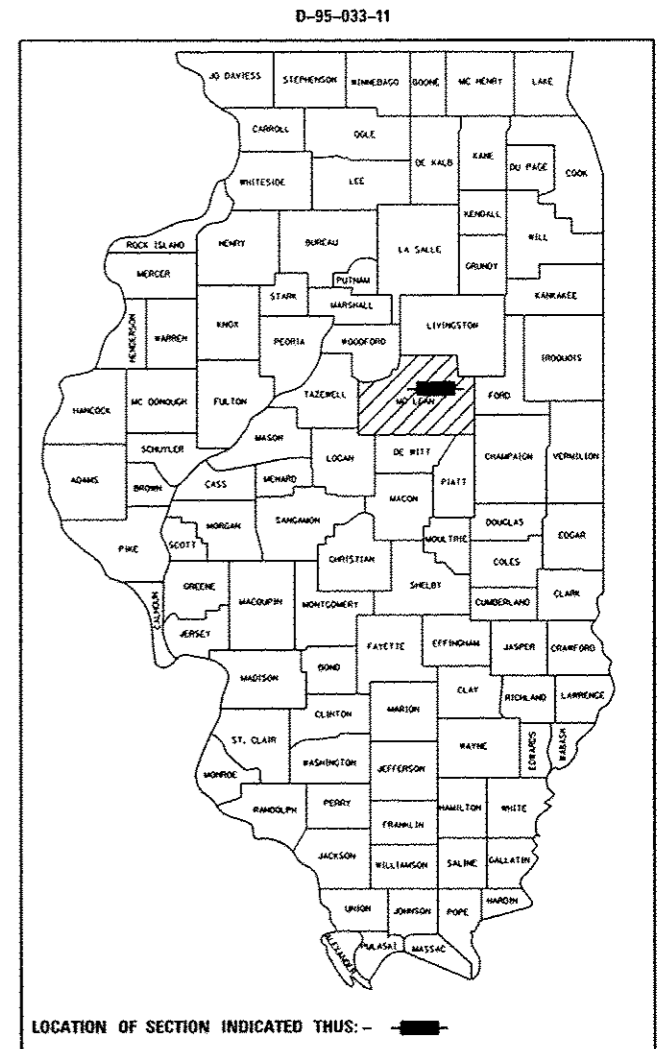 D-95-033-11
JO DAVIESS STEPHENSON WINNEBAGO BOONE MC HENRY LAKE
CARROLL OGLE DE KALB KANE DU PAGE COOK
WHITESIDE LEE
KENDALL WILL
ROCK ISLAND HENRY BUREAU LA SALLE GRUNDY
MERCER PUTNAM KANKAKEE
STARK MARSHALL
HENDERSON WARREN KNOX PEORIA WOODFORD LIVINGSTON IROQUOIS
HANCOCK MC DONOUGH FULTON TAZEWELL MC LEAN FORD
MASON
SCHUYLER LOGAN DE WITT CHAMPAIGN VERMILION
ADAMS BROWN CASS MENARD PIATT
MACON
MORGAN SANGAMON DOUGLAS
PIKE SCOTT CHRISTIAN MOULTRIE EDGAR
COLES
GREENE SHELBY
CALHOUN MACOUPIN MONTGOMERY CUMBERLAND CLARK
JERSEY
FAYETTE EFFINGHAM JASPER CRAWFORD
MADISON BOND
CLAY RICHLAND LAWRENCE
CLINTON MARION
ST. CLAIR WAYNE EDWARDS WABASH
WASHINGTON JEFFERSON
MONROE
RANDOLPH PERRY HAMILTON WHITE
FRANKLIN
JACKSON WILLIAMSON SALINE GALLATIN
UNION JOHNSON POPE HARDIN
ALEXANDER PULASKI MASSAC
LOCATION OF SECTION INDICATED THUS: -